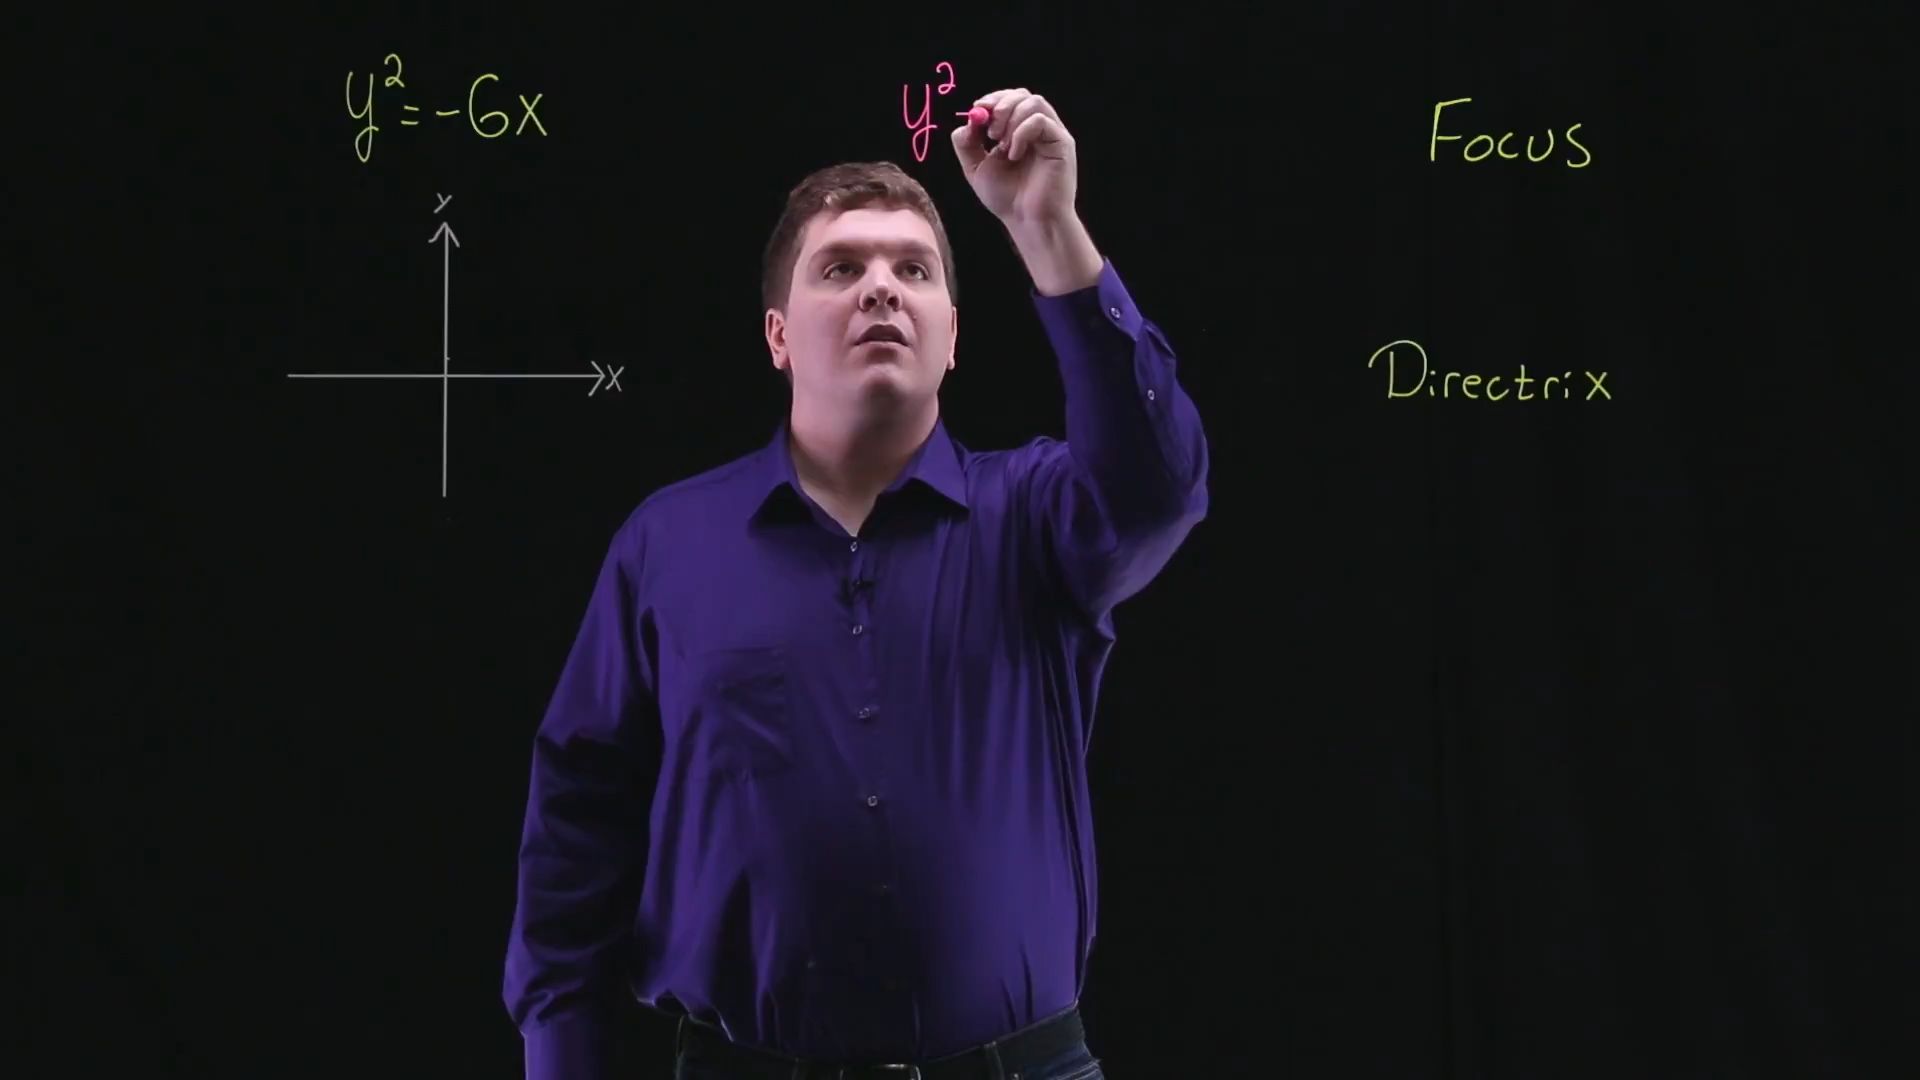 y²=-6x
y²-
Focus
y
x
Directrix